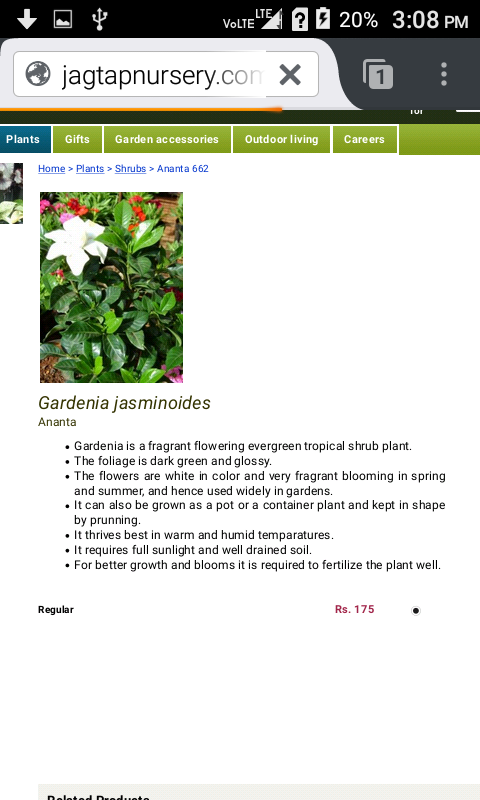 VoLTE LTE 20% 3:08 PM
jagtapnursery.com 1
for
Plants Gifts Garden accessories Outdoor living Careers
Home > Plants > Shrubs > Ananta 662
Gardenia jasminoides
Ananta
• Gardenia is a fragrant flowering evergreen tropical shrub plant.
• The foliage is dark green and glossy.
• The flowers are white in color and very fragrant blooming in spring
and summer, and hence used widely in gardens.
• It can also be grown as a pot or a container plant and kept in shape
by prunning.
• It thrives best in warm and humid temparatures.
• It requires full sunlight and well drained soil.
• For better growth and blooms it is required to fertilize the plant well.
Regular Rs. 175
Related Products